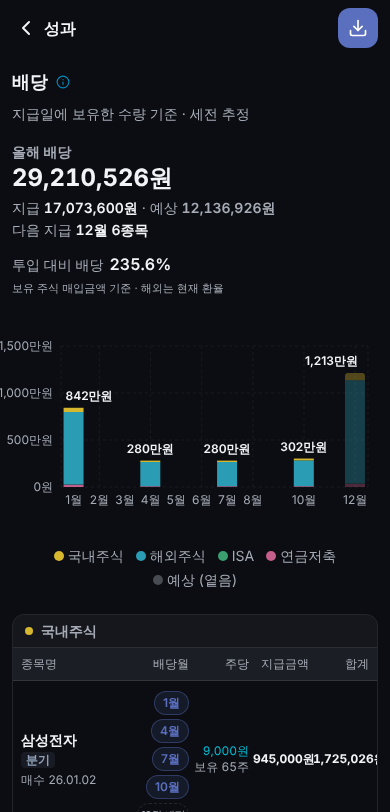 성과
배당
지급일에 보유한 수량 기준 · 세전 추정
올해 배당
29,210,526원
지급 17,073,600원 · 예상 12,136,926원
다음 지급 12월 6종목
투입 대비 배당 235.6%
보유 주식 매입금액 기준 · 해외는 현재 환율
1,500만원
1,213만원
1,000만원
842만원
500만원
280만원
280만원
302만원
0원
1월 2월 3월 4월 5월 6월 7월 8월 10월 12월
국내주식 해외주식 ISA 연금저축
예상 (옅음)
국내주식
종목명 배당월 주당 지급금액 합계
1월
4월
삼성전자
분기
매수 26.01.02
7월
10월
9,000원
보유 65주
945,000원
1,725,026